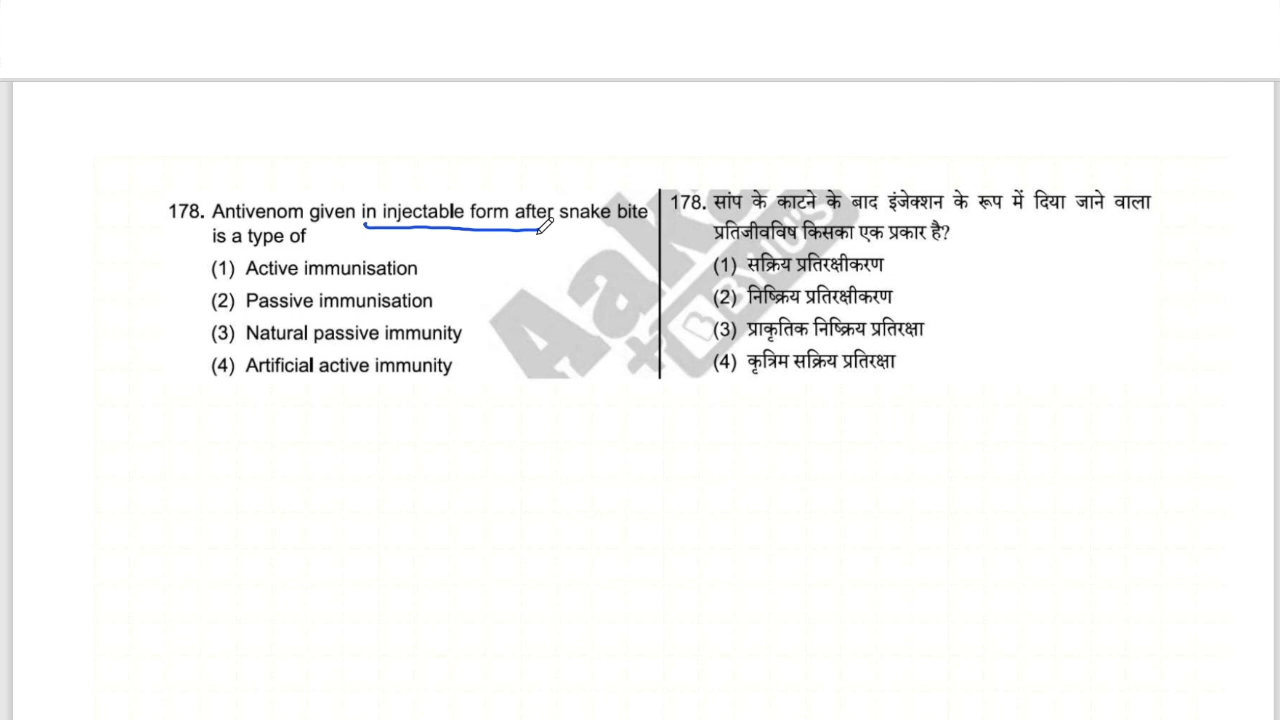 178. Antivenom given in injectable form after snake bite
is a type of
(1) Active immunisation
(2) Passive immunisation
(3) Natural passive immunity
(4) Artificial active immunity
178. सांप के काटने के बाद इंजेक्शन के रूप में दिया जाने वाला
प्रतिजीवविष किसका एक प्रकार है?
(1) सक्रिय प्रतिरक्षीकरण
(2) निष्क्रिय प्रतिरक्षीकरण
(3) प्राकृतिक निष्क्रिय प्रतिरक्षा
(4) कृत्रिम सक्रिय प्रतिरक्षा